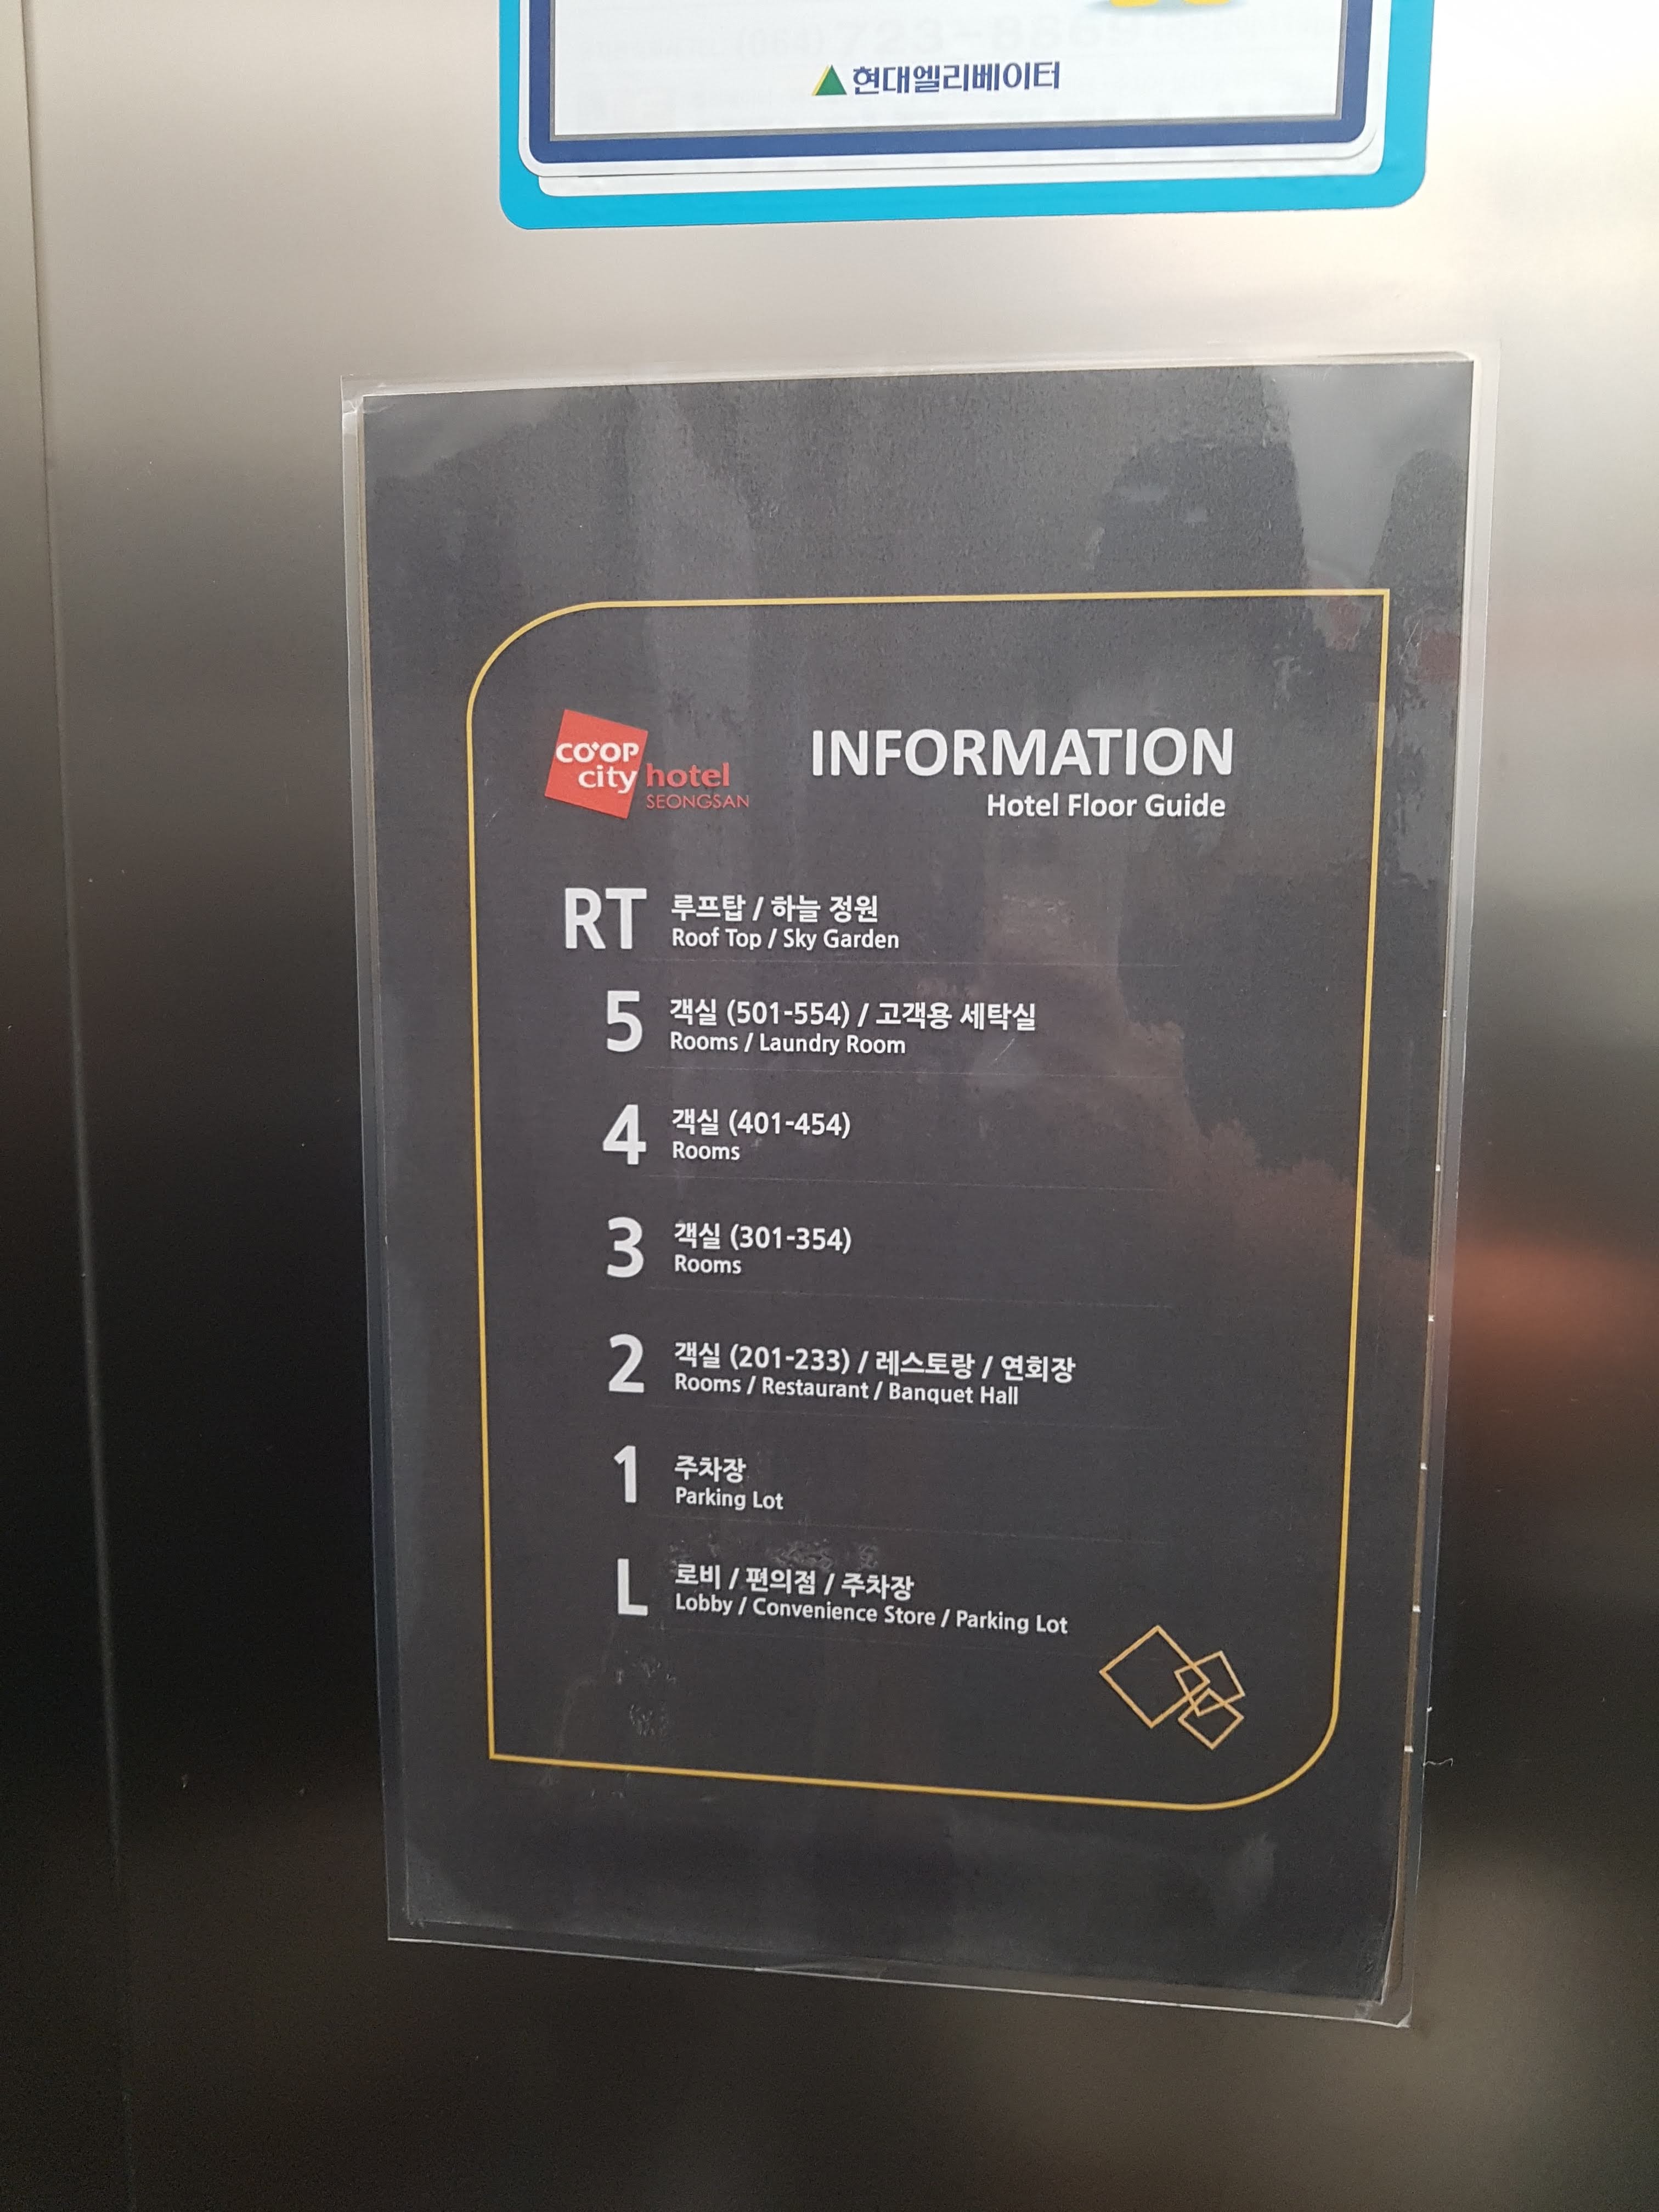 현대엘리베이터
CO'OP
city hotel
SEONGSAN
INFORMATION
Hotel Floor Guide
RT 루프탑 / 하늘 정원
Roof Top / Sky Garden
5 객실 (501-554) / 고객용 세탁실
Rooms / Laundry Room
4 객실 (401-454)
Rooms
3 객실 (301-354)
Rooms
2 객실 (201-233) / 레스토랑 / 연회장
Rooms / Restaurant / Banquet Hall
1 주차장
Parking Lot
L 로비 / 편의점 / 주차장
Lobby / Convenience Store / Parking Lot